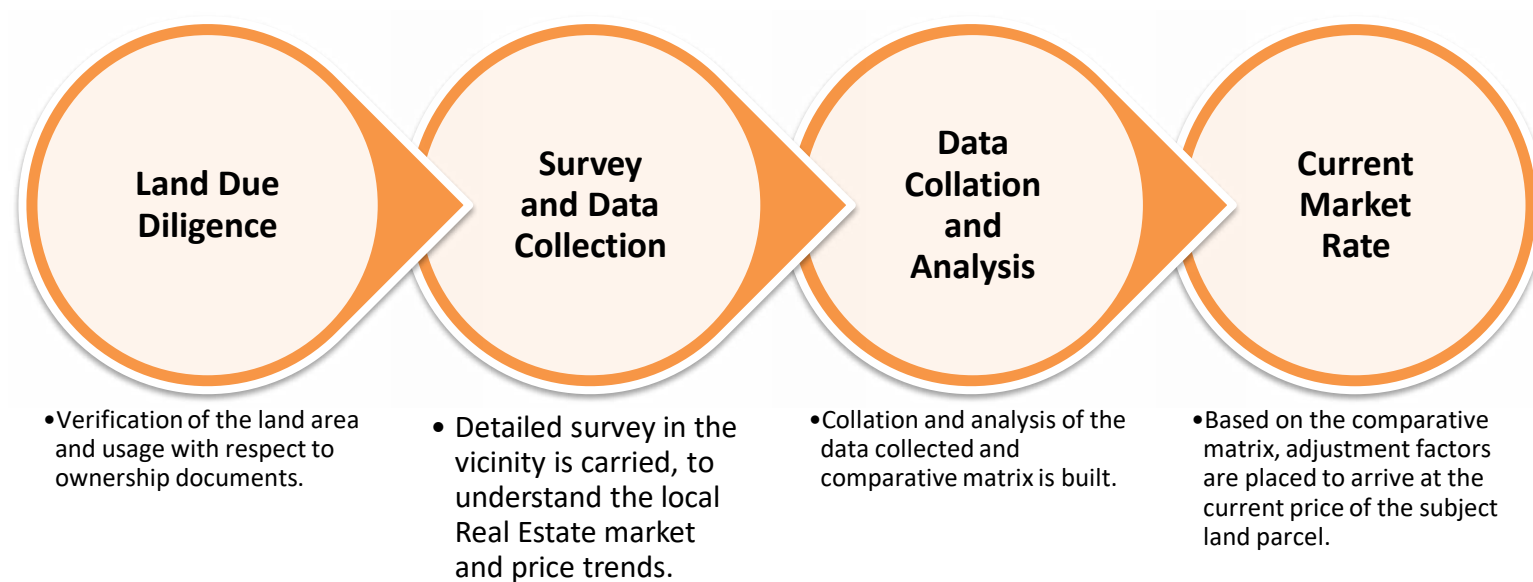 Land Due
Diligence
•Verification of the land area
and usage with respect to
ownership documents.
Survey
and Data
Collection
• Detailed survey in the
vicinity is carried, to
understand the local
Real Estate market
and price trends.
Data
Collation
and
Analysis
•Collation and analysis of the
data collected and
comparative matrix is built.
Current
Market
Rate
•Based on the comparative
matrix, adjustment factors
are placed to arrive at the
current price of the subject
land parcel.